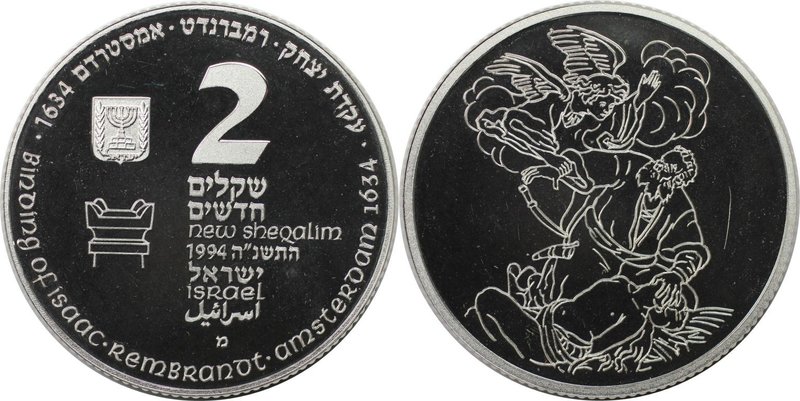 עקדת יצחק · רמברנדט · אמסטרדם 1634 ·
Binding of Isaac · Rembrandt · Amsterdam 1634
2
שקלים
חדשים
New Sheqalim
1994 התשנ"ה
ישראל
ISRAEL
اسرائيل
מ